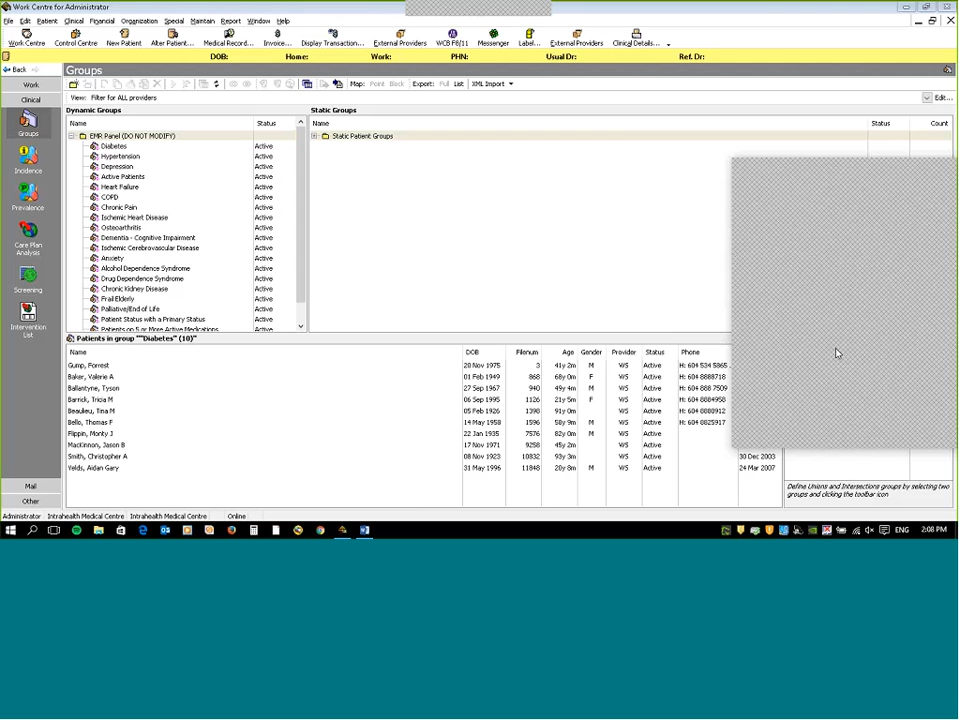 Work Centre for Administrator
File Edit Patient Clinical Financial Organization Special Maintain Report Window Help
Work Centre Control Centre New Patient Alter Patient... Medical Record... Invoice... Display Transaction... External Providers WCB F8/11 Messenger Label... External Providers Clinical Details...
DOB: Home: Work: PHN: Usual Dr: Ref. Dr:
Back Groups
Work Map: Point Block Export: Full List XML Import
Clinical View: Filter for ALL providers Edit...
Dynamic Groups Static Groups
Name Status Name Status Count
EMR Panel (DO NOT MODIFY) Static Patient Groups
Groups
Diabetes Active
Hypertension Active
Depression Active
Incidence
Active Patients Active
Heart Failure Active
COPD Active
Prevalence
Chronic Pain Active
Ischemic Heart Disease Active
Osteoarthritis Active
Dementia - Cognitive Impairment Active
Care Plan
Analysis
Ischemic Cerebrovascular Disease Active
Anxiety Active
Alcohol Dependence Syndrome Active
Drug Dependence Syndrome Active
Screening
Chronic Kidney Disease Active
Frail Elderly Active
Palliative/End of Life Active
Patient Status with a Primary Status Active
Intervention
List
Patients on 5 or More Active Medications Active
Patients in group ""Diabetes" (10)"
Name DOB Filenum Age Gender Provider Status Phone
Gump, Forrest 20 Nov 1975 3 41y 2m M WS Active H: 604 534 5865
Baker, Valerie A 01 Feb 1949 868 68y 0m F WS Active H: 604 8888718
Ballantyne, Tyson 27 Sep 1967 940 49y 4m M WS Active H: 604 888 7509
Barrick, Tricia M 06 Sep 1995 1126 21y 5m F WS Active H: 604 8884958
Beaulieu, Tina M 05 Feb 1926 1398 91y 0m WS Active H: 604 8880912
Bello, Thomas F 14 May 1958 1596 58y 9m M WS Active H: 604 8825917
Flippin, Monty J 22 Jan 1935 7576 82y 0m M WS Active
MacKinnon, Jason B 17 Nov 1971 9258 45y 2m WS Active
Smith, Christopher A 08 Nov 1923 10832 93y 3m WS Active 30 Dec 2003
Yelds, Aidan Gary 31 May 1996 11848 20y 8m M WS Active 24 Mar 2007
Mail
Other
Define Unions and Intersections groups by selecting two
groups and clicking the toolbar icon
Administrator Intrahealth Medical Centre Intrahealth Medical Centre Online
ENG 2:08 PM